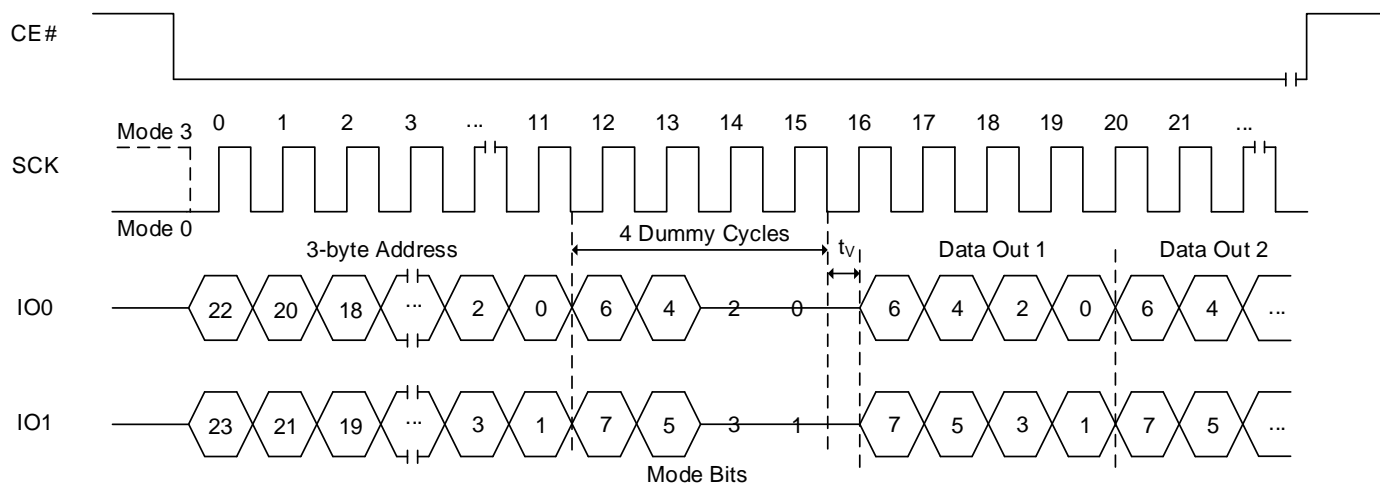 CE#
0 1 2 3 ... 11 12 13 14 15 16 17 18 19 20 21 ...
Mode 3
SCK
Mode 0
4 Dummy Cycles
3-byte Address tV Data Out 1 Data Out 2
IO0 22 20 18 ... 2 0 6 4 2 0 6 4 2 0 6 4 ...
IO1 23 21 19 ... 3 1 7 5 3 1 7 5 3 1 7 5 ...
Mode Bits